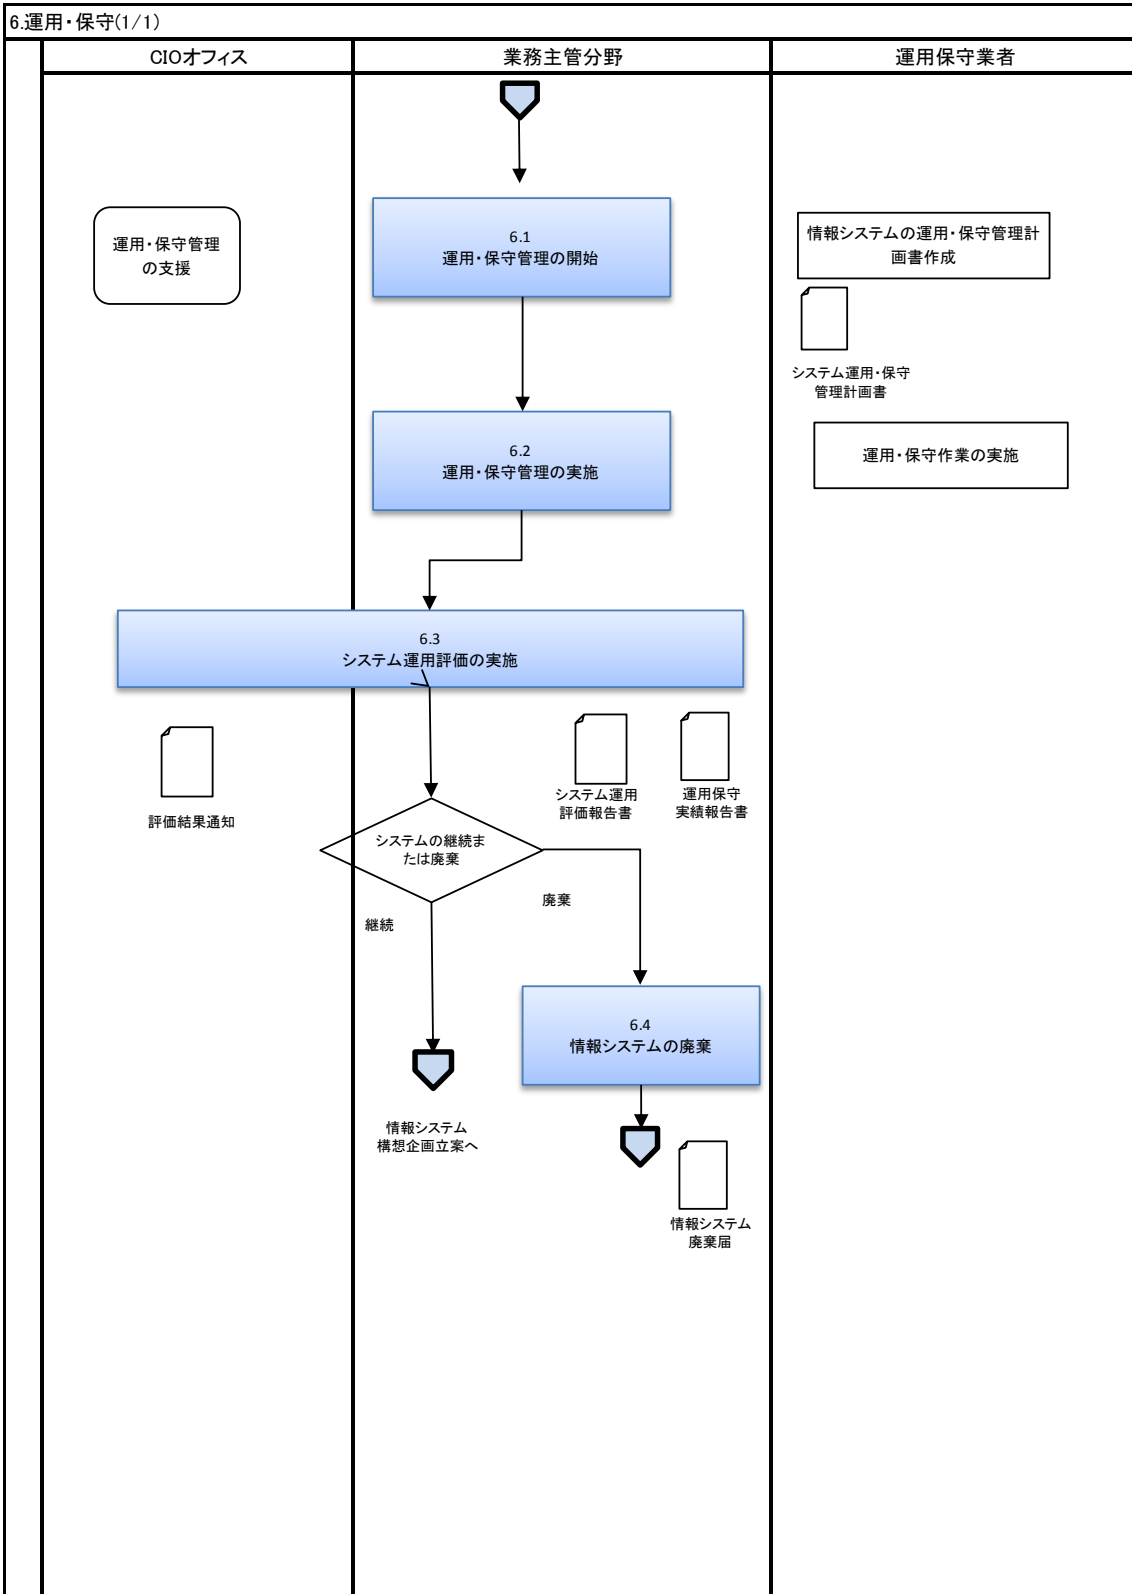 6.運用・保守(1/1)
CIOオフィス
業務主管分野
運用保守業者
運用・保守管理
の支援
6.1
運用・保守管理の開始
情報システムの運用・保守管理計
画書作成
システム運用・保守
管理計画書
6.2
運用・保守管理の実施
運用・保守作業の実施
6.3
システム運用評価の実施
評価結果通知
システム運用
評価報告書
運用保守
実績報告書
システムの継続ま
たは廃棄
廃棄
継続
6.4
情報システムの廃棄
情報システム
構想企画立案へ
情報システム
廃棄届